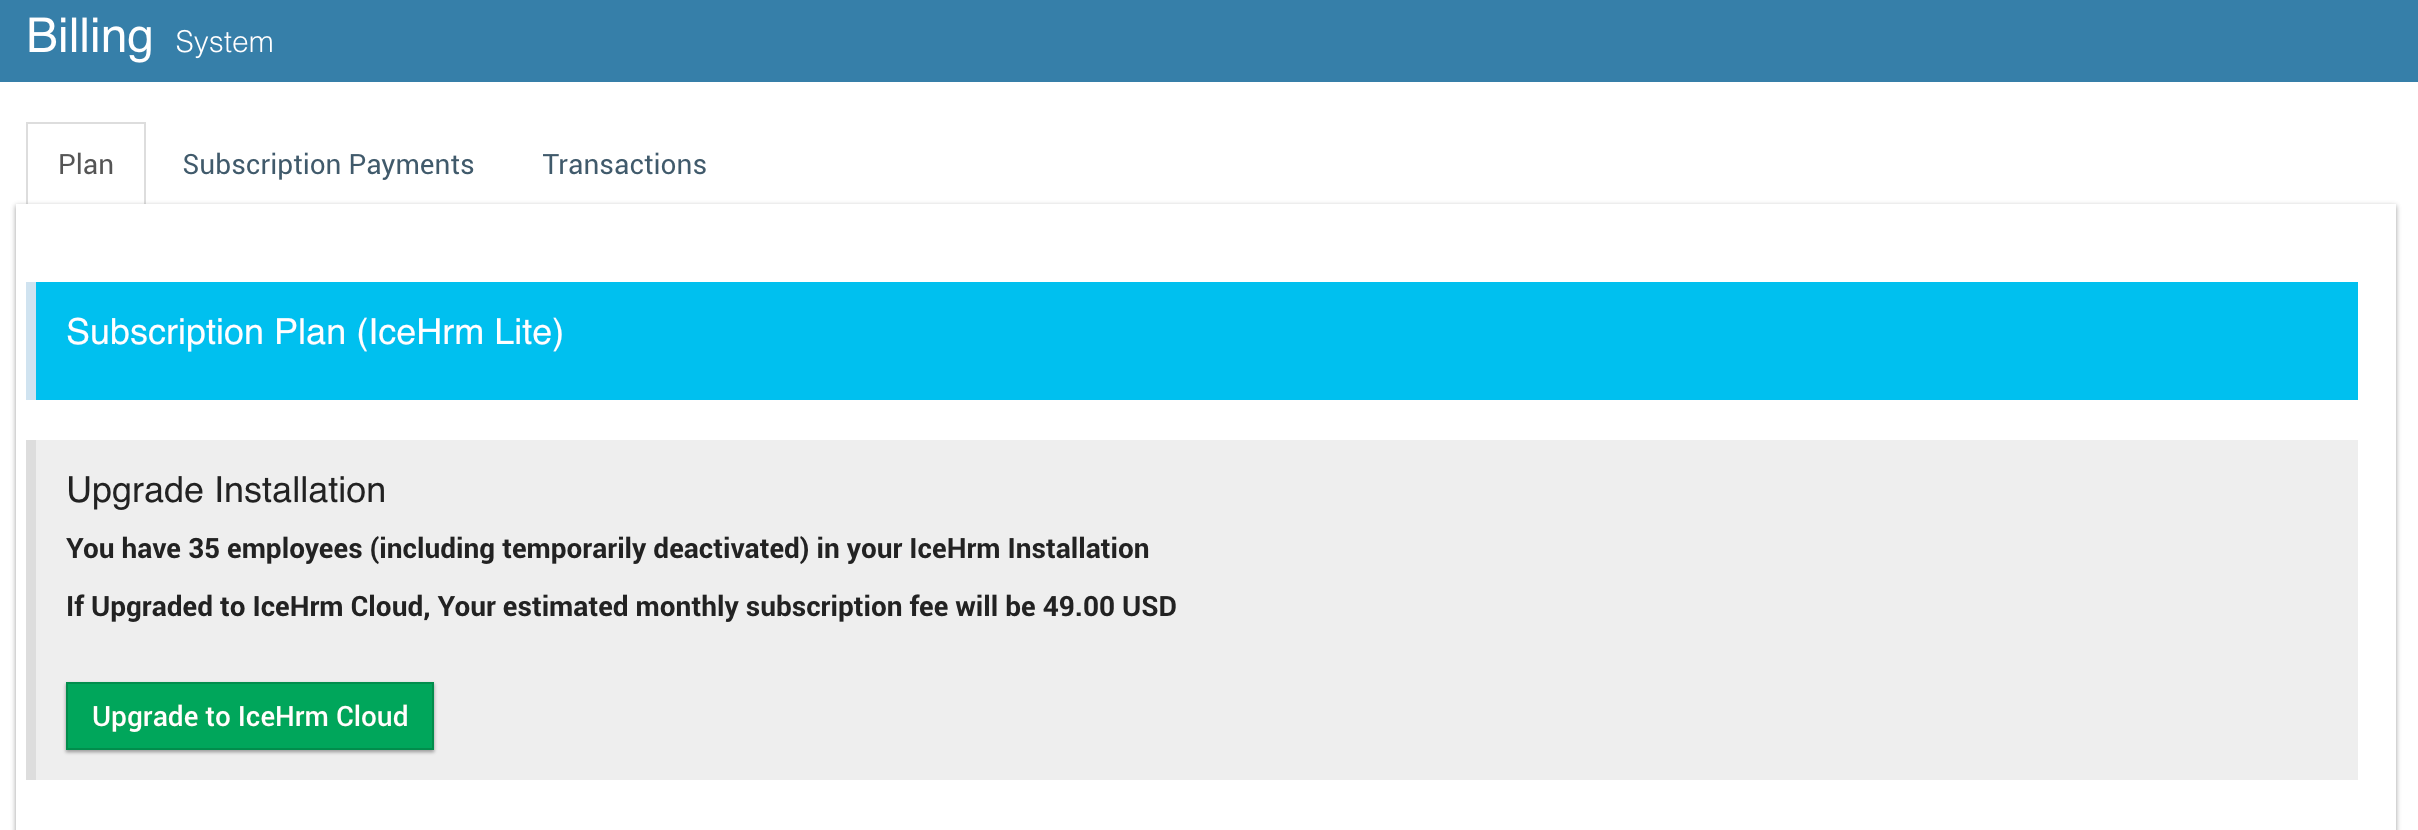 Billing System
Plan Subscription Payments Transactions
Subscription Plan (IceHrm Lite)
Upgrade Installation
You have 35 employees (including temporarily deactivated) in your IceHrm Installation
If Upgraded to IceHrm Cloud, Your estimated monthly subscription fee will be 49.00 USD
Upgrade to IceHrm Cloud